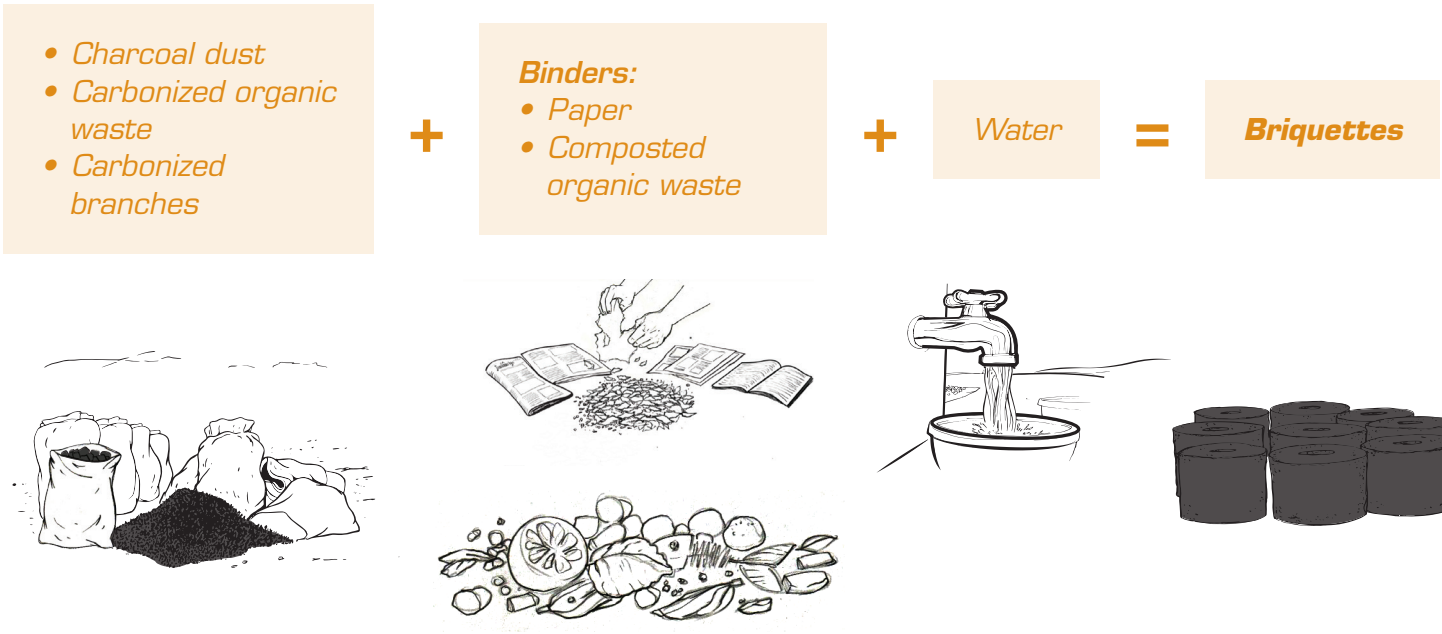 • Charcoal dust
• Carbonized organic
waste
• Carbonized
branches
+
Binders:
• Paper
• Composted
organic waste
+
Water
=
Briquettes